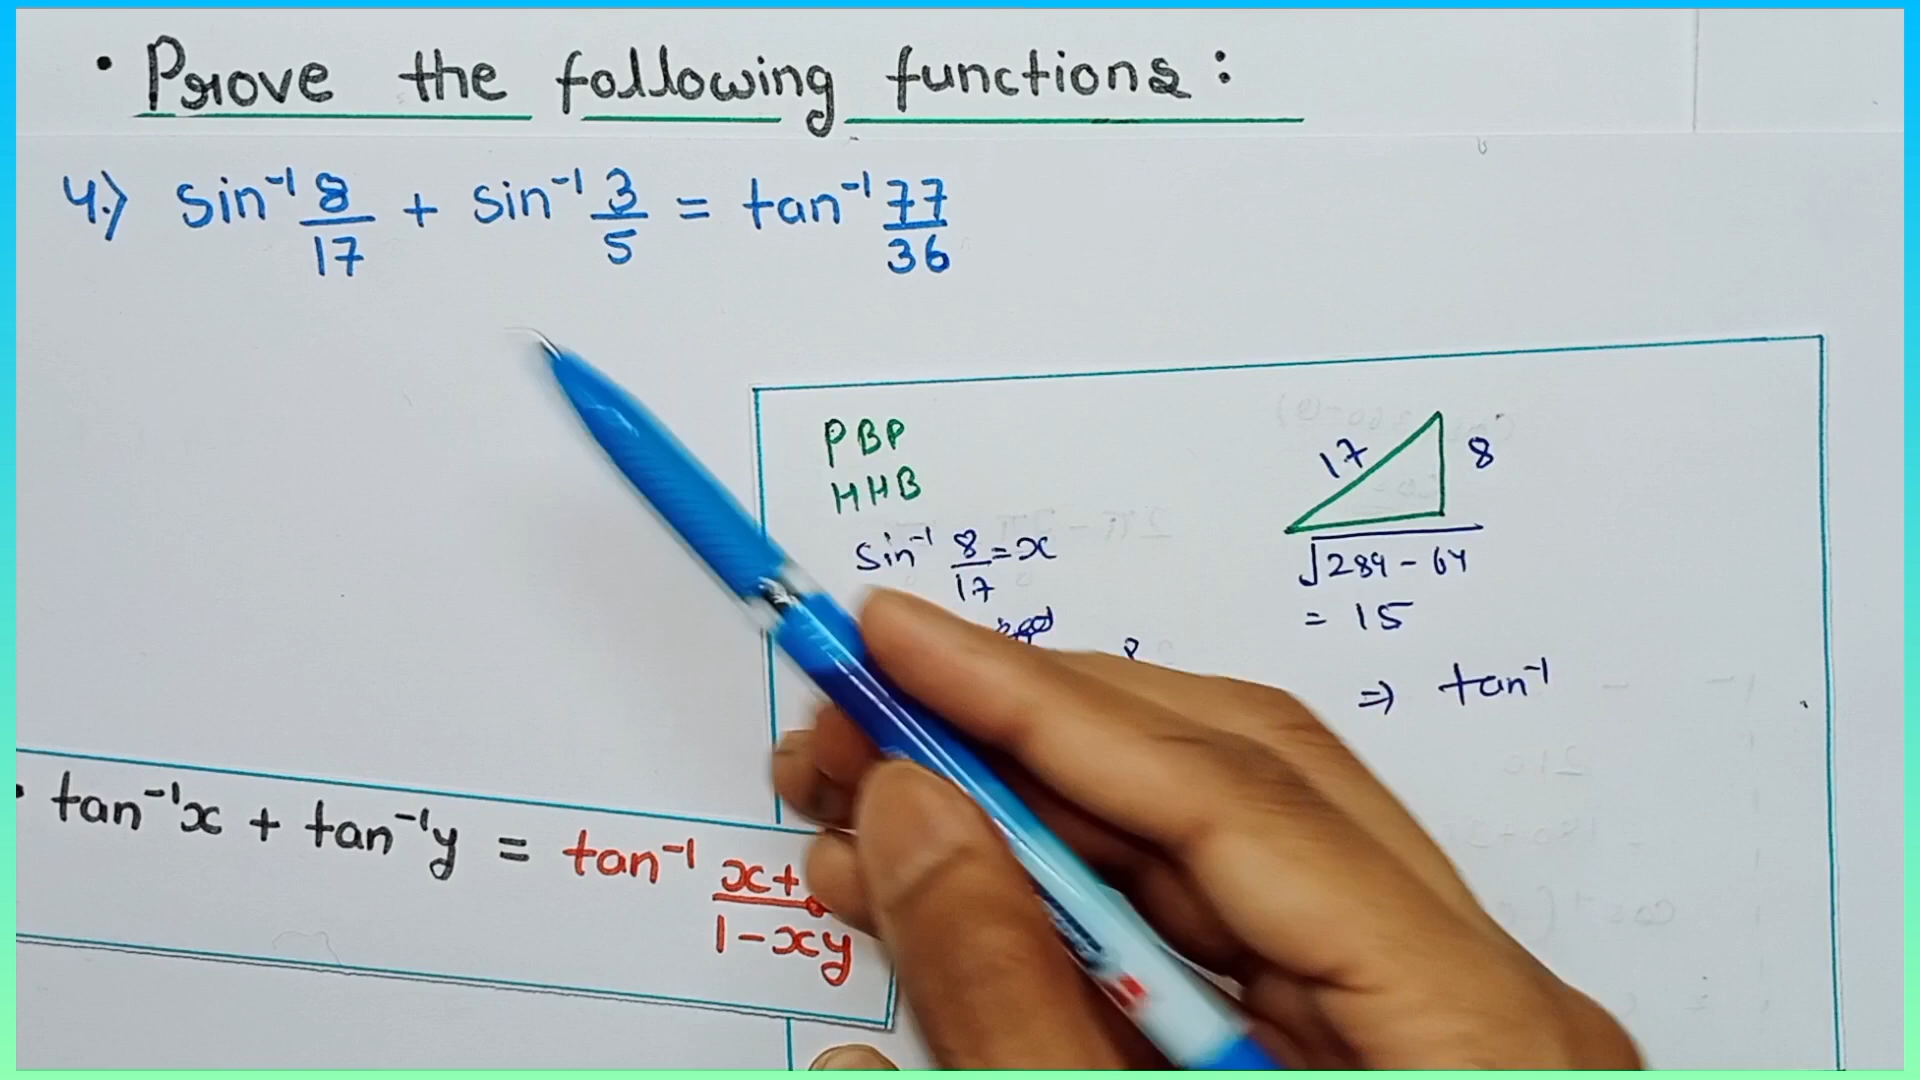 • Prove the following functions:
4.) sin⁻¹ 8/17 + sin⁻¹ 3/5 = tan⁻¹ 77/36
PBP
HHB
sin⁻¹ 8/17 = x
17
8
√289 - 64
= 15
⇒ tan⁻¹
• tan⁻¹x + tan⁻¹y = tan⁻¹ x+/1-xy